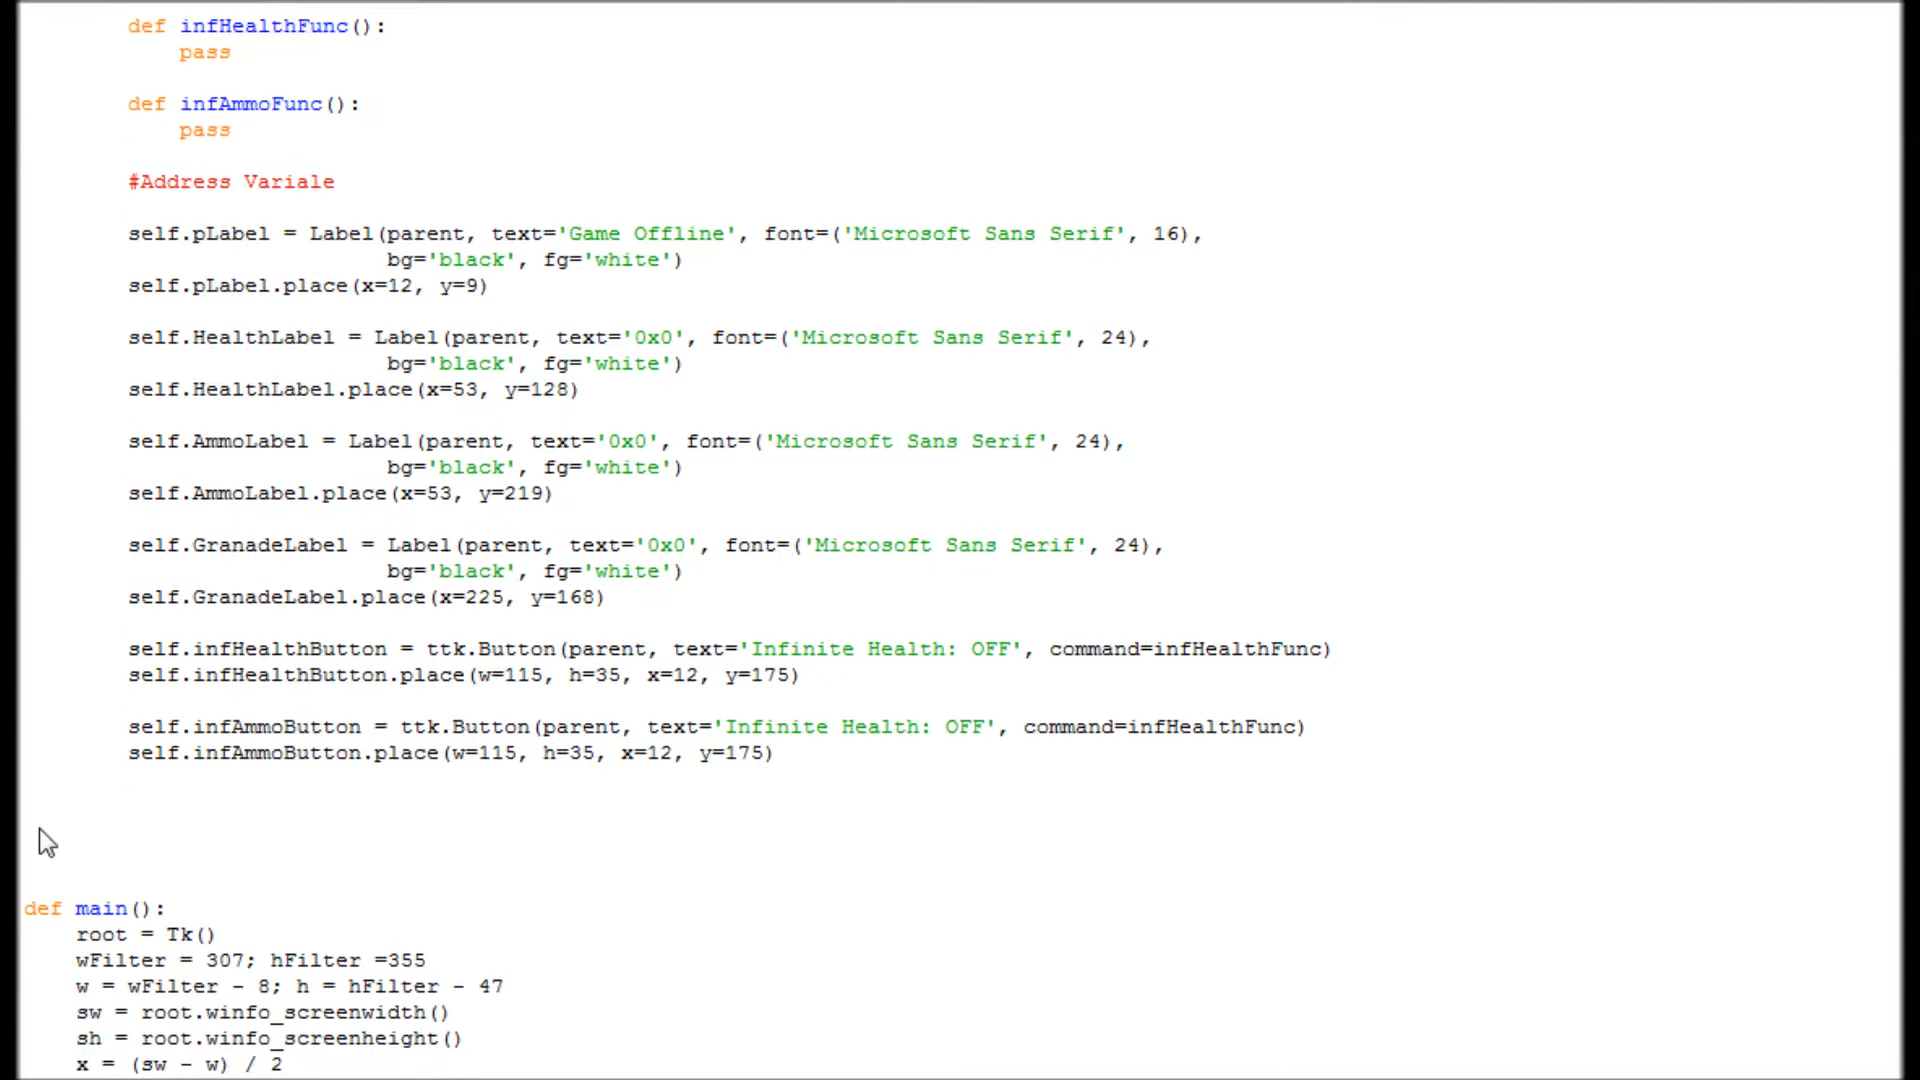 def infHealthFunc():
pass
def infAmmoFunc():
pass
#Address Variale
self.pLabel = Label(parent, text='Game Offline', font=('Microsoft Sans Serif', 16),
bg='black', fg='white')
self.pLabel.place(x=12, y=9)
self.HealthLabel = Label(parent, text='0x0', font=('Microsoft Sans Serif', 24),
bg='black', fg='white')
self.HealthLabel.place(x=53, y=128)
self.AmmoLabel = Label(parent, text='0x0', font=('Microsoft Sans Serif', 24),
bg='black', fg='white')
self.AmmoLabel.place(x=53, y=219)
self.GranadeLabel = Label(parent, text='0x0', font=('Microsoft Sans Serif', 24),
bg='black', fg='white')
self.GranadeLabel.place(x=225, y=168)
self.infHealthButton = ttk.Button(parent, text='Infinite Health: OFF', command=infHealthFunc)
self.infHealthButton.place(w=115, h=35, x=12, y=175)
self.infAmmoButton = ttk.Button(parent, text='Infinite Health: OFF', command=infHealthFunc)
self.infAmmoButton.place(w=115, h=35, x=12, y=175)
def main():
root = Tk()
wFilter = 307; hFilter =355
w = wFilter - 8; h = hFilter - 47
sw = root.winfo_screenwidth()
sh = root.winfo_screenheight()
x = (sw - w) / 2